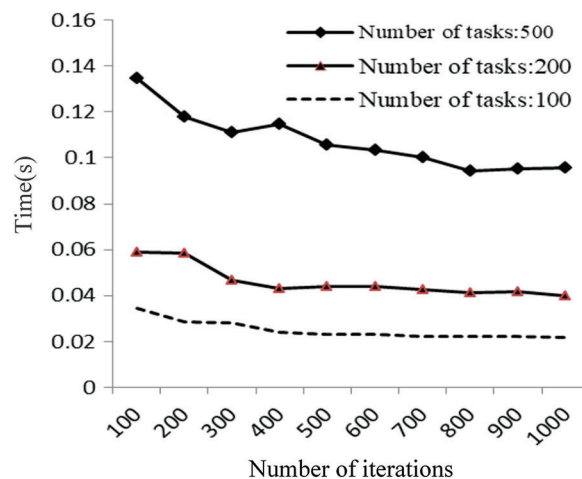 Number of tasks:500
Number of tasks:200
Number of tasks:100
Time(s)
0.16
0.14
0.12
0.1
0.08
0.06
0.04
0.02
0
100 200 300 400 500 600 700 800 900 1000
Number of iterations